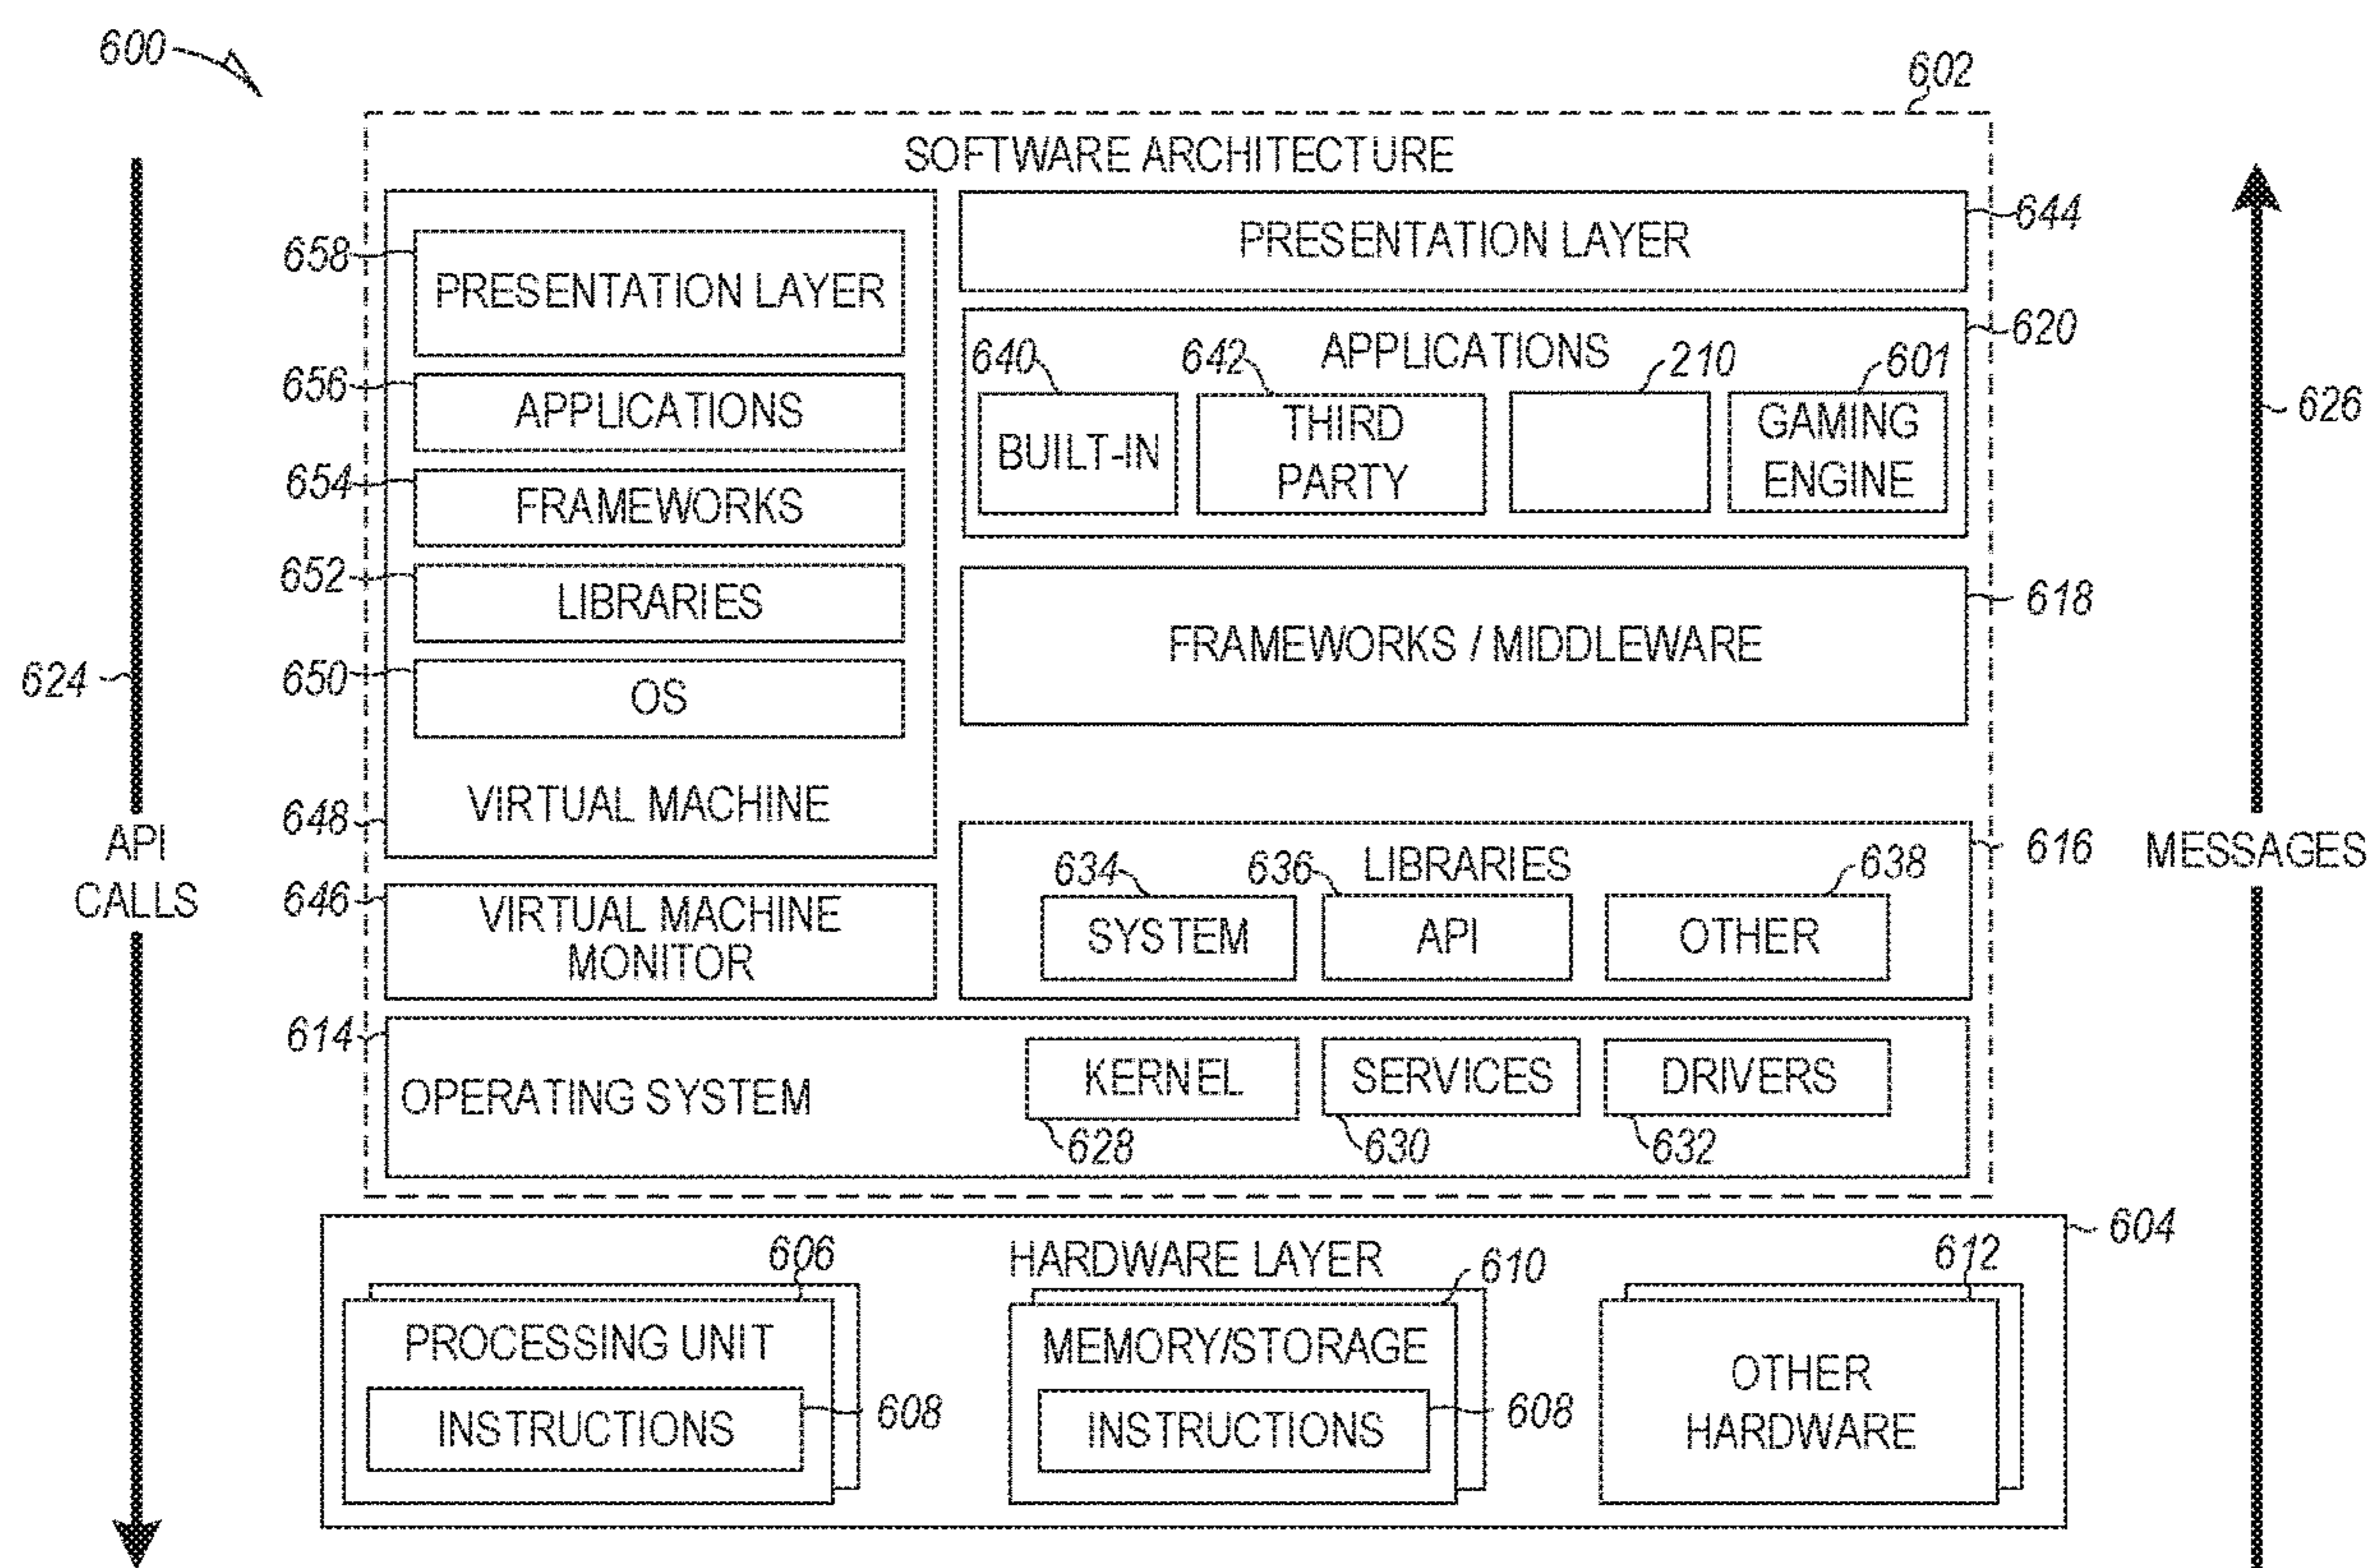 600
602
SOFTWARE ARCHITECTURE
658
PRESENTATION LAYER
656
APPLICATIONS
654
FRAMEWORKS
652
LIBRARIES
650
OS
648
VIRTUAL MACHINE
646
VIRTUAL MACHINE
MONITOR
644
PRESENTATION LAYER
620
APPLICATIONS
640
BUILT-IN
642
THIRD
PARTY
210
601
GAMING
ENGINE
618
FRAMEWORKS / MIDDLEWARE
616
LIBRARIES
634
SYSTEM
636
API
638
OTHER
614
OPERATING SYSTEM
KERNEL
628
SERVICES
630
DRIVERS
632
604
HARDWARE LAYER
606
PROCESSING UNIT
INSTRUCTIONS
608
610
MEMORY/STORAGE
INSTRUCTIONS
608
612
OTHER
HARDWARE
624
API
CALLS
626
MESSAGES